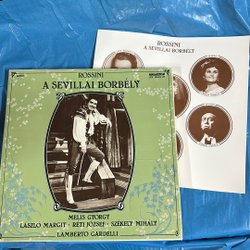 ROSSINI
A SEVILLAI BORBÉLY
MELIS GYÖRGY
LÁSZLÓ MARGIT · RÉTI JÓZSEF · SZÉKELY MIHÁLY
LAMBERTO GARDELLI
ROSSINI
A SEVILLAI BORBÉLY